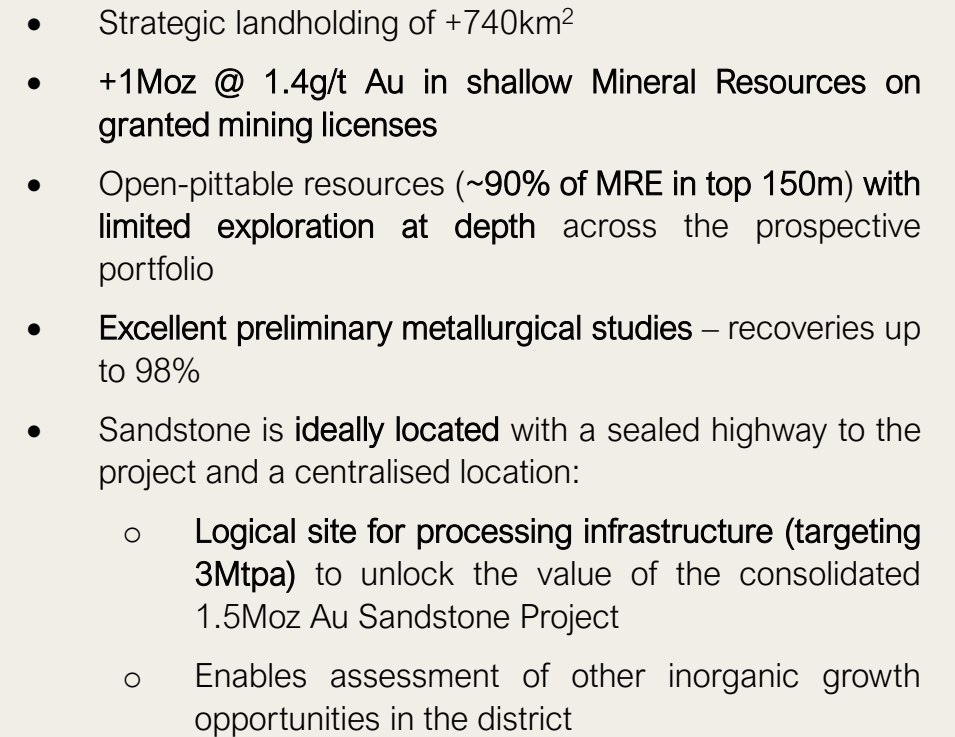 • Strategic landholding of +740km²
• +1Moz @ 1.4g/t Au in shallow Mineral Resources on
granted mining licenses
• Open-pittable resources (~90% of MRE in top 150m) with
limited exploration at depth across the prospective
portfolio
• Excellent preliminary metallurgical studies – recoveries up
to 98%
• Sandstone is ideally located with a sealed highway to the
project and a centralised location:
o Logical site for processing infrastructure (targeting
3Mtpa) to unlock the value of the consolidated
1.5Moz Au Sandstone Project
o Enables assessment of other inorganic growth
opportunities in the district